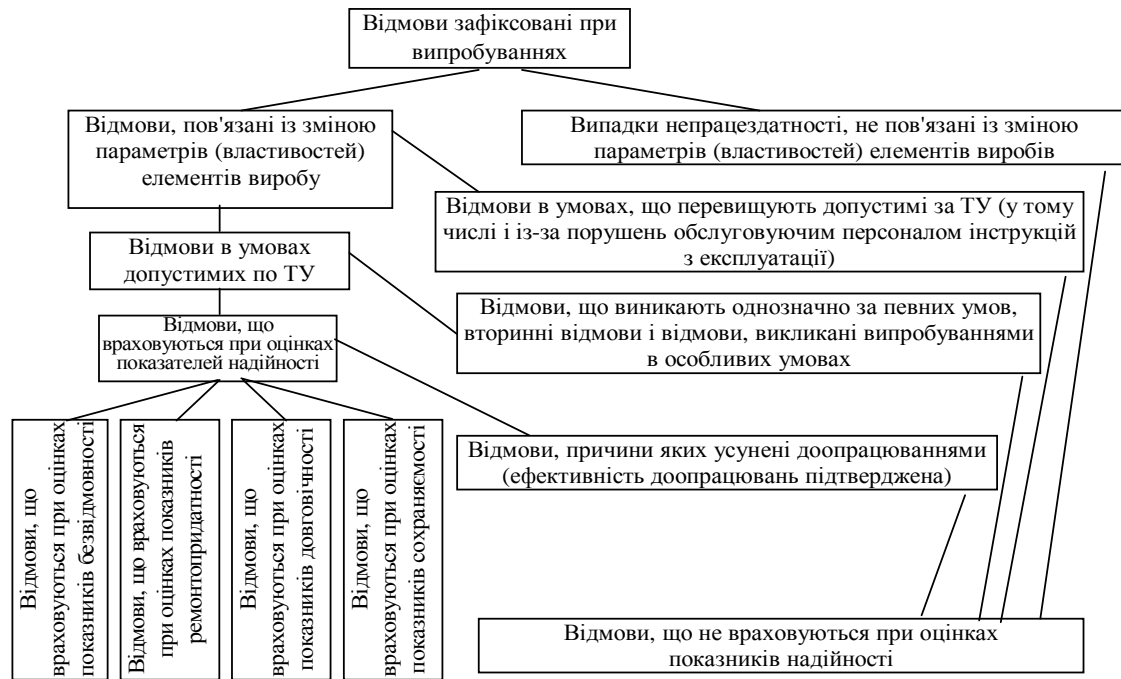 Відмови зафіксовані при
випробуваннях
Відмови, пов'язані із зміною
параметрів (властивостей)
елементів виробу
Випадки непрацездатності, не пов'язані із зміною
параметрів (властивостей) елементів виробів
Відмови в умовах, що перевищують допустимі за ТУ (у тому
числі і із-за порушень обслуговуючим персоналом інструкцій
з експлуатації)
Відмови в умовах
допустимих по ТУ
Відмови, що виникають однозначно за певних умов,
вторинні відмови і відмови, викликані випробуваннями
в особливих умовах
Відмови, що
враховуються при оцінках
показателей надійності
Відмови, причини яких усунені доопрацюваннями
(ефективність доопрацювань підтверджена)
Відмови, що
враховуються при оцінках
показників безвідмовності
Відмови, що враховуються
при оцінках показників
ремонтопридатності
Відмови, що
враховуються при оцінках
показників довговічності
Відмови, що
враховуються при оцінках
показників сохраняємості
Відмови, що не враховуються при оцінках
показників надійності